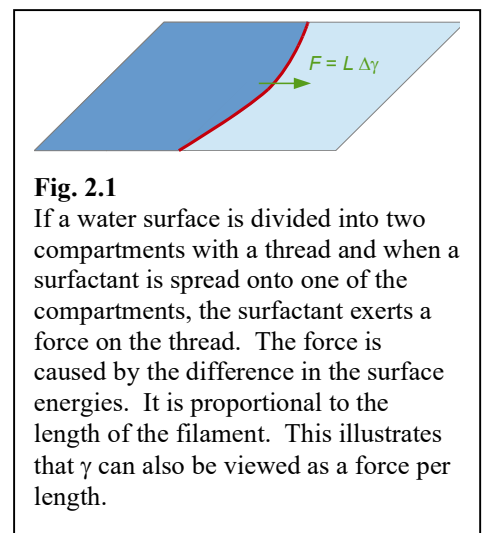 F = L Δγ
Fig. 2.1
If a water surface is divided into two
compartments with a thread and when a
surfactant is spread onto one of the
compartments, the surfactant exerts a
force on the thread.  The force is
caused by the difference in the surface
energies.  It is proportional to the
length of the filament.  This illustrates
that γ can also be viewed as a force per
length.